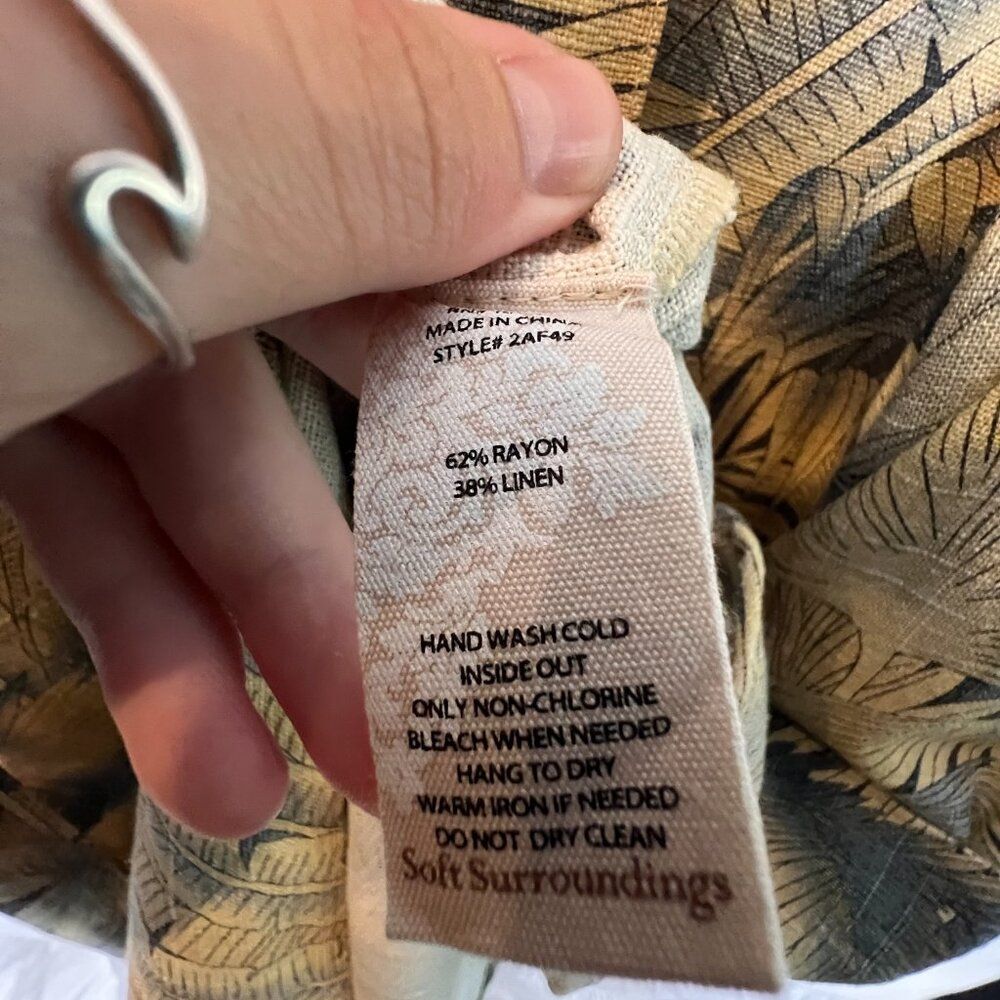 MADE IN CHINA
STYLE# 2AF49
62% RAYON
38% LINEN
HAND WASH COLD
INSIDE OUT
ONLY NON-CHLORINE
BLEACH WHEN NEEDED
HANG TO DRY
WARM IRON IF NEEDED
DO NOT DRY CLEAN
Soft Surroundings